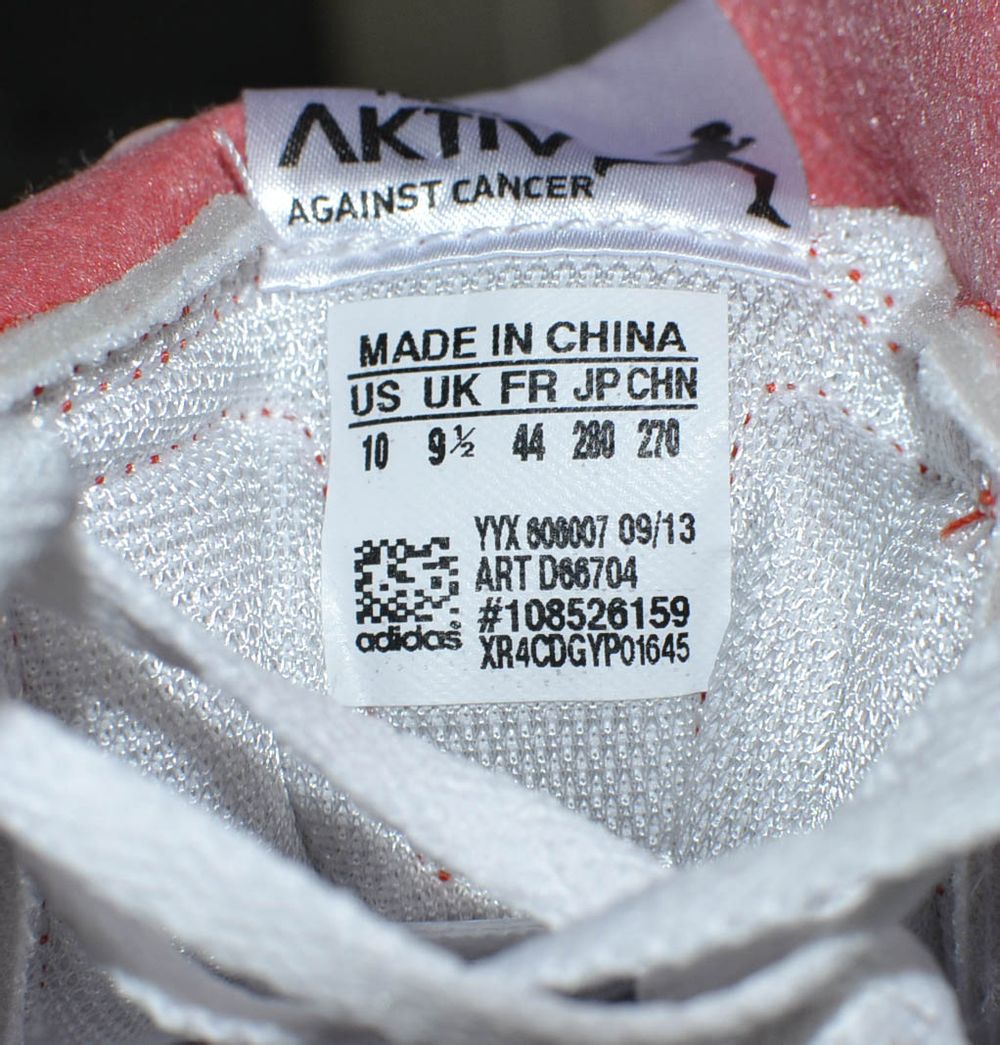 AKTIV
AGAINST CANCER
MADE IN CHINA
US UK FR JP CHN
10 9½ 44 280 270
YYX 606007 09/13
ART D66704
#108526159
XR4CDGYP01645
adidas®